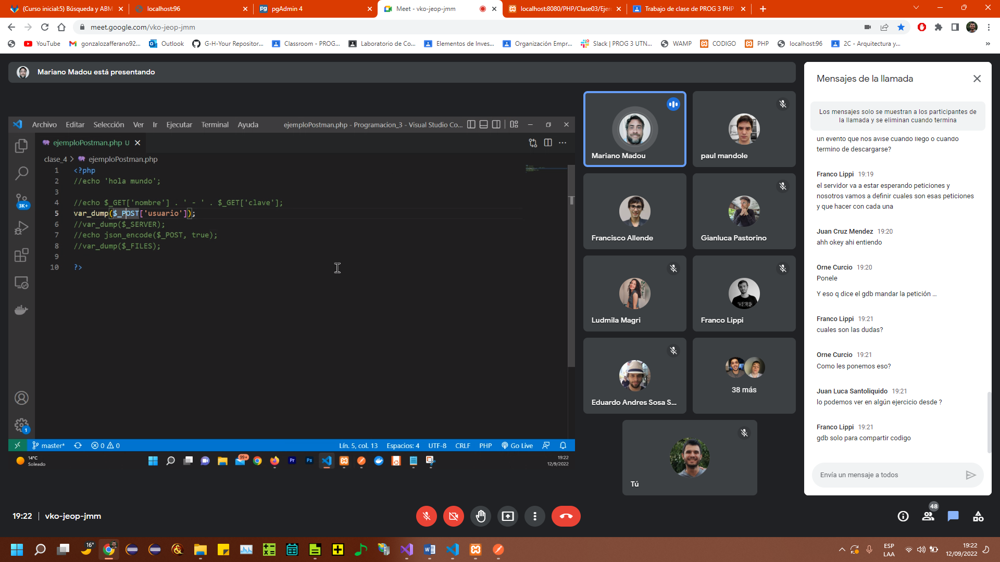 (Curso inicial:5) Búsqueda y ABM
localhost:96
pgAdmin 4
Meet - vko-jeop-jmm
localhost:8080/PHP/Clase03/Ejer
Trabajo de clase de PROG 3 PHP
meet.google.com/vko-jeop-jmm
YouTube
gonzalozafferano92...
Outlook
G-H-Your Repositor...
Classroom - PROG...
Laboratorio de Co...
Elementos de Inves...
Organización Empr...
Slack | PROG 3 UTN...
WAMP
CODIGO
PHP
localhost:96
2C - Arquitectura y...
Mariano Madou está presentando
Archivo Editar Selección Ver Ir Ejecutar Terminal Ayuda
ejemploPostman.php - Programacion_3 - Visual Studio Co...
ejemploPostman.php U
clase_4 > ejemploPostman.php
1 <?php
2 //echo 'hola mundo';
3
4 //echo $_GET['nombre'] . ' - ' . $_GET['clave'];
5 var_dump($_POST['usuario']);
6 //var_dump($_SERVER);
7 //echo json_encode($_POST, true);
8 //var_dump($_FILES);
9
10 ?>
3K+
1
master*
0 0
Lín. 5, col. 13
Espacios: 4
UTF-8
CRLF
PHP
Go Live
14°C
Soleado
99+
Pr
Ps
19:22
12/9/2022
Mariano Madou
paul mandole
Francisco Allende
Gianluca Pastorino
Ludmila Magri
Franco Lippi
Eduardo Andres Sosa S...
38 más
Tú
Mensajes de la llamada
Los mensajes solo se muestran a los participantes de
la llamada y se eliminan cuando termina
un evento que nos avise cuando llego o cuando
termino de descargarse?
Franco Lippi 19:19
el servidor va a estar esperando peticiones y
nosotros vamos a definir cuales son esas peticiones
y que hacer con cada una
Juan Cruz Mendez 19:20
ahh okey ahi entiendo
Orne Curcio 19:20
Ponele
Y eso q dice el gdb mandar la petición ...
Franco Lippi 19:21
cuales son las dudas?
Orne Curcio 19:21
Como les ponemos eso?
Juan Luca Santoliquido 19:21
lo podemos ver en algún ejercicio desde ?
Franco Lippi 19:21
gdb solo para compartir codigo
Envía un mensaje a todos
19:22 | vko-jeop-jmm
48
16°
ESP
LAA
19:22
12/09/2022